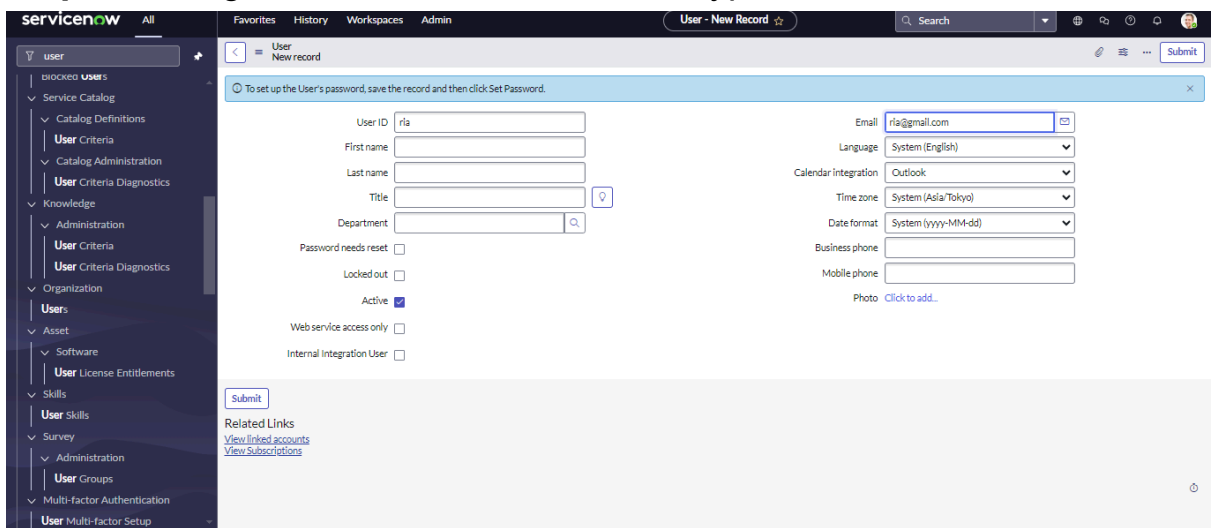 servicenow All Favorites History Workspaces Admin User - New Record Search
user
User
New record
Submit
Blocked Users
Service Catalog
Catalog Definitions
User Criteria
Catalog Administration
User Criteria Diagnostics
Knowledge
Administration
User Criteria
User Criteria Diagnostics
Organization
Users
Asset
Software
User License Entitlements
Skills
User Skills
Survey
Administration
User Groups
Multi-factor Authentication
User Multi-factor Setup
To set up the User's password, save the record and then click Set Password.
User ID ria
First name
Last name
Title
Department
Password needs reset
Locked out
Active
Web service access only
Internal Integration User
Email ria@gmail.com
Language System (English)
Calendar integration Outlook
Time zone System (Asia/Tokyo)
Date format System (yyyy-MM-dd)
Business phone
Mobile phone
Photo Click to add...
Submit
Related Links
View linked accounts
View Subscriptions